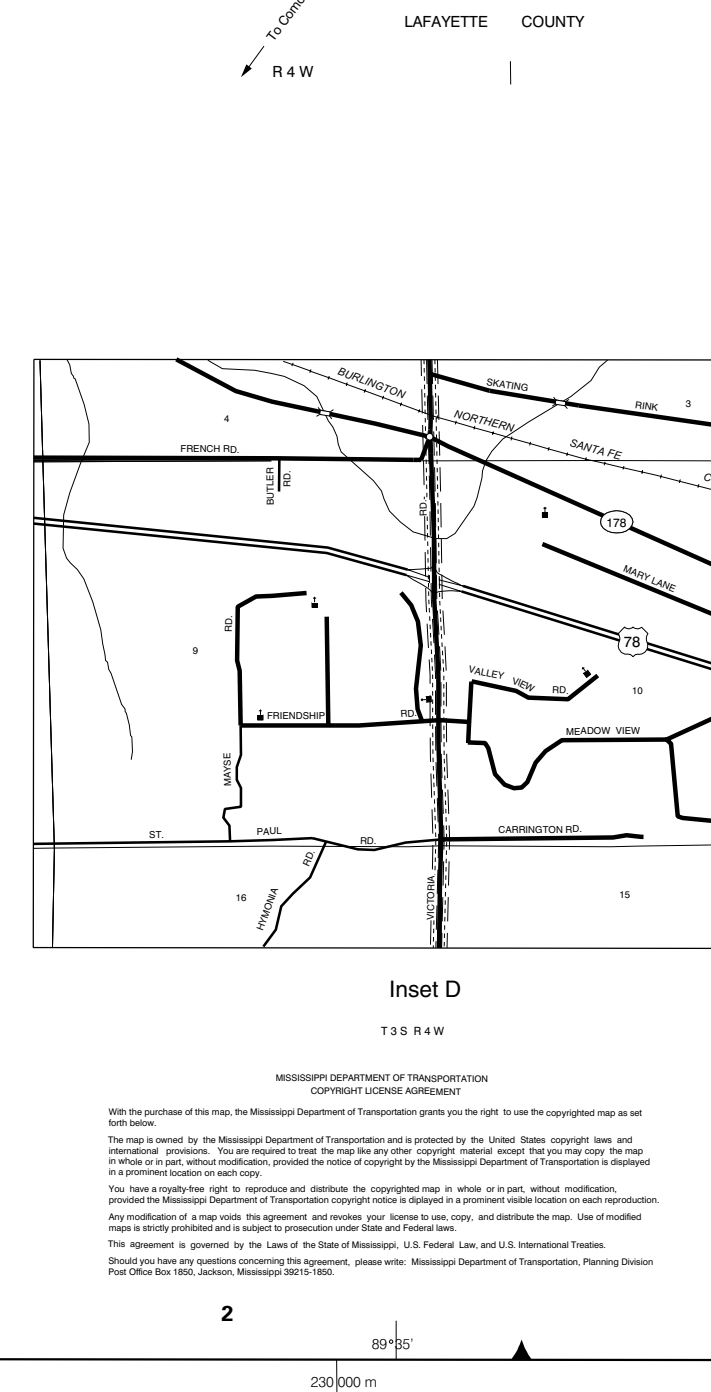 To Como
LAFAYETTE COUNTY
R 4 W
BURLINGTON
SKATING
RINK
3
4
NORTHERN
SANTA FE
C
FRENCH RD.
BUTLER RD.
RD.
178
MARY LANE
78
RD.
9
VALLEY VIEW RD.
10
FRIENDSHIP
RD.
MEADOW VIEW
MAYSE
ST. PAUL RD.
CARRINGTON RD.
RD.
HYMONIA
16
VICTORIA
15
Inset D
T 3 S R 4 W
MISSISSIPPI DEPARTMENT OF TRANSPORTATION
COPYRIGHT LICENSE AGREEMENT
With the purchase of this map, the Mississippi Department of Transportation grants you the right to use the copyrighted map as set
forth below.
The map is owned by the Mississippi Department of Transportation and is protected by the United States copyright laws and
international provisions. You are required to treat the map like any other copyright material except that you may copy the map
in whole or in part, without modification, provided the notice of copyright by the Mississippi Department of Transportation is displayed
in a prominent location on each copy.
You have a royalty-free right to reproduce and distribute the copyrighted map in whole or in part, without modification,
provided the Mississippi Department of Transportation copyright notice is diplayed in a prominent visible location on each reproduction.
Any modification of a map voids this agreement and revokes your license to use, copy, and distribute the map. Use of modified
maps is strictly prohibited and is subject to prosecution under State and Federal laws.
This agreement is governed by the Laws of the State of Mississippi, U.S. Federal Law, and U.S. International Treaties.
Should you have any questions concerning this agreement, please write: Mississippi Department of Transportation, Planning Division
Post Office Box 1850, Jackson, Mississippi 39215-1850.
2
89°35'
230 000 m